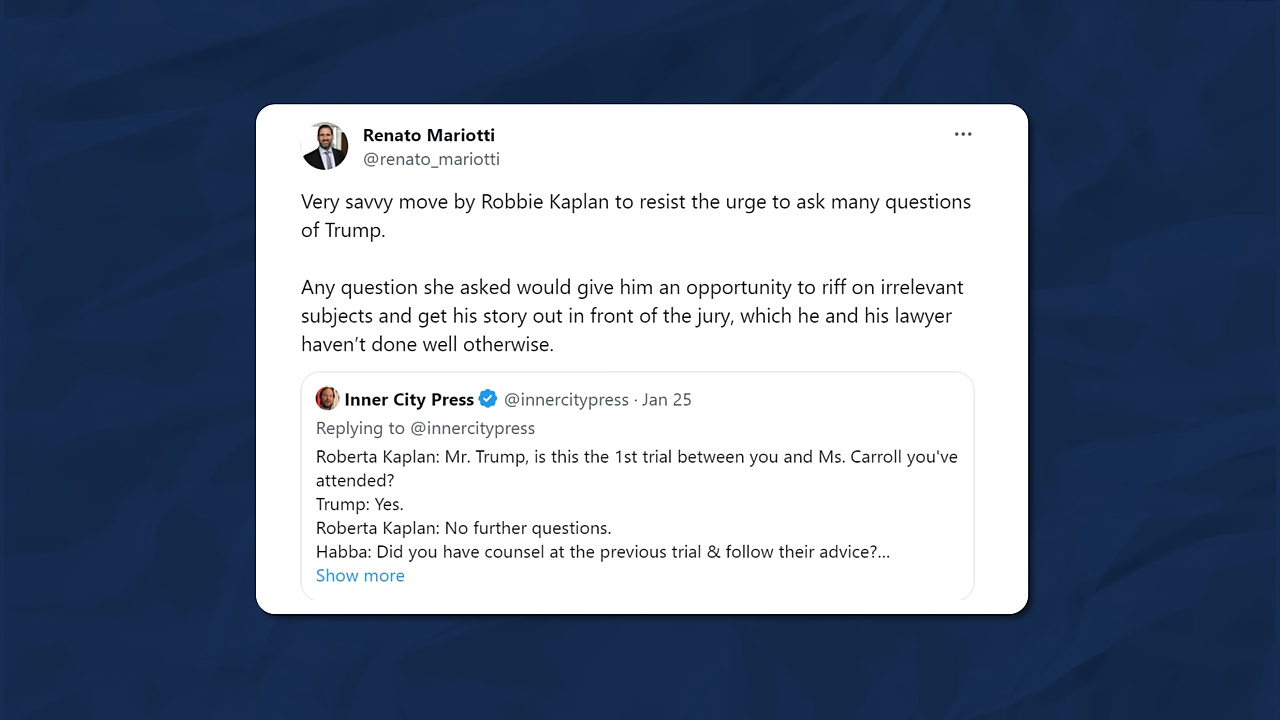 Renato Mariotti
@renato_mariotti
Very savvy move by Robbie Kaplan to resist the urge to ask many questions
of Trump.
Any question she asked would give him an opportunity to riff on irrelevant
subjects and get his story out in front of the jury, which he and his lawyer
haven’t done well otherwise.
Inner City Press @innercitypress · Jan 25
Replying to @innercitypress
Roberta Kaplan: Mr. Trump, is this the 1st trial between you and Ms. Carroll you've
attended?
Trump: Yes.
Roberta Kaplan: No further questions.
Habba: Did you have counsel at the previous trial & follow their advice?...
Show more